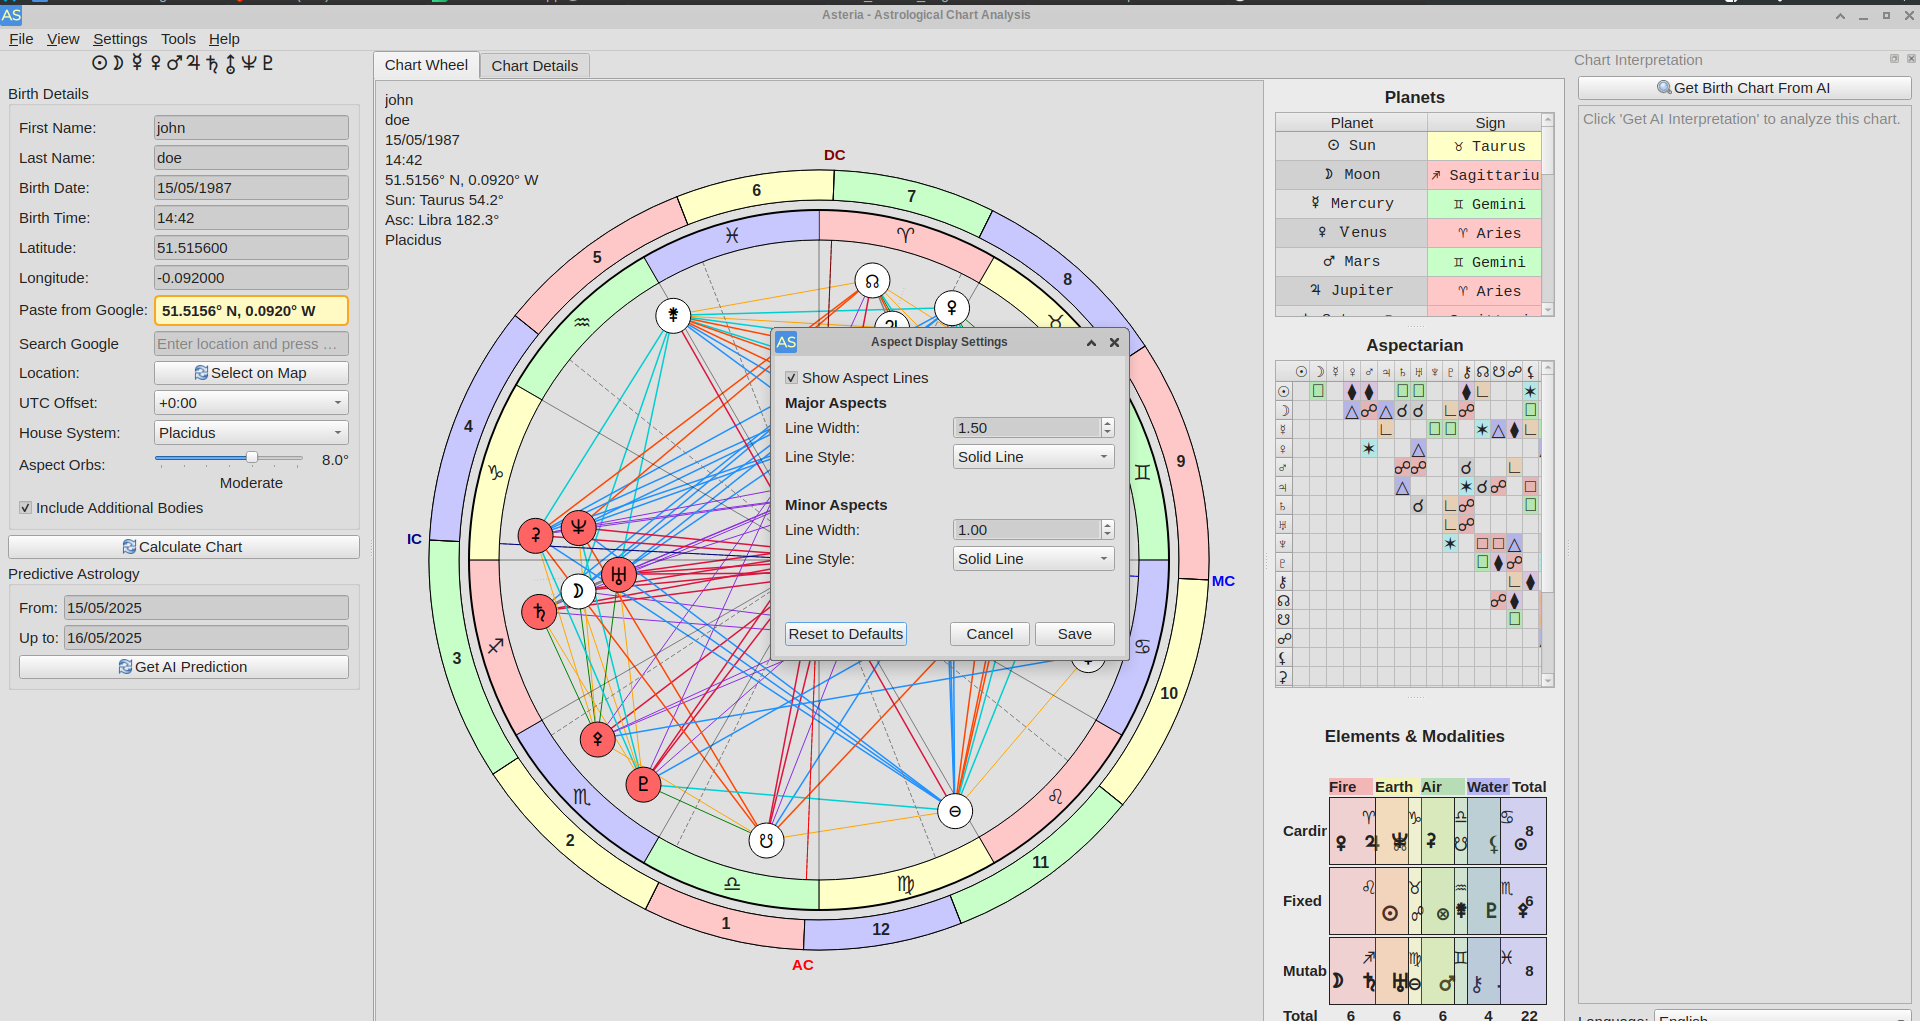 Asteria - Astrological Chart Analysis
AS
File View Settings Tools Help
☉☽☿♀♂♃♄⛢♆♇
Birth Details
First Name: john
Last Name: doe
Birth Date: 15/05/1987
Birth Time: 14:42
Latitude: 51.515600
Longitude: -0.092000
Paste from Google: 51.5156° N, 0.0920° W
Search Google Enter location and press …
Location: Select on Map
UTC Offset: +0:00
House System: Placidus
Aspect Orbs: 8.0°
Moderate
Include Additional Bodies
Calculate Chart
Predictive Astrology
From: 15/05/2025
Up to: 16/05/2025
Get AI Prediction
Chart Wheel Chart Details
john
doe
15/05/1987
14:42
51.5156° N, 0.0920° W
Sun: Taurus 54.2°
Asc: Libra 182.3°
Placidus
DC
6
7
5
8
4
9
IC
MC
3
10
2
11
1
12
AC
AS Aspect Display Settings
Show Aspect Lines
Major Aspects
Line Width: 1.50
Line Style: Solid Line
Minor Aspects
Line Width: 1.00
Line Style: Solid Line
Reset to Defaults Cancel Save
Planets
Planet Sign
☉ Sun ♉ Taurus
☽ Moon ♐ Sagittariu
☿ Mercury ♊ Gemini
♀ Venus ♈ Aries
♂ Mars ♊ Gemini
♃ Jupiter ♈ Aries
Aspectarian
Elements & Modalities
Fire Earth Air Water Total
Cardir 8
Fixed 6
Mutab 8
Total 6 6 6 4 22
Chart Interpretation
Get Birth Chart From AI
Click 'Get AI Interpretation' to analyze this chart.
Language: English